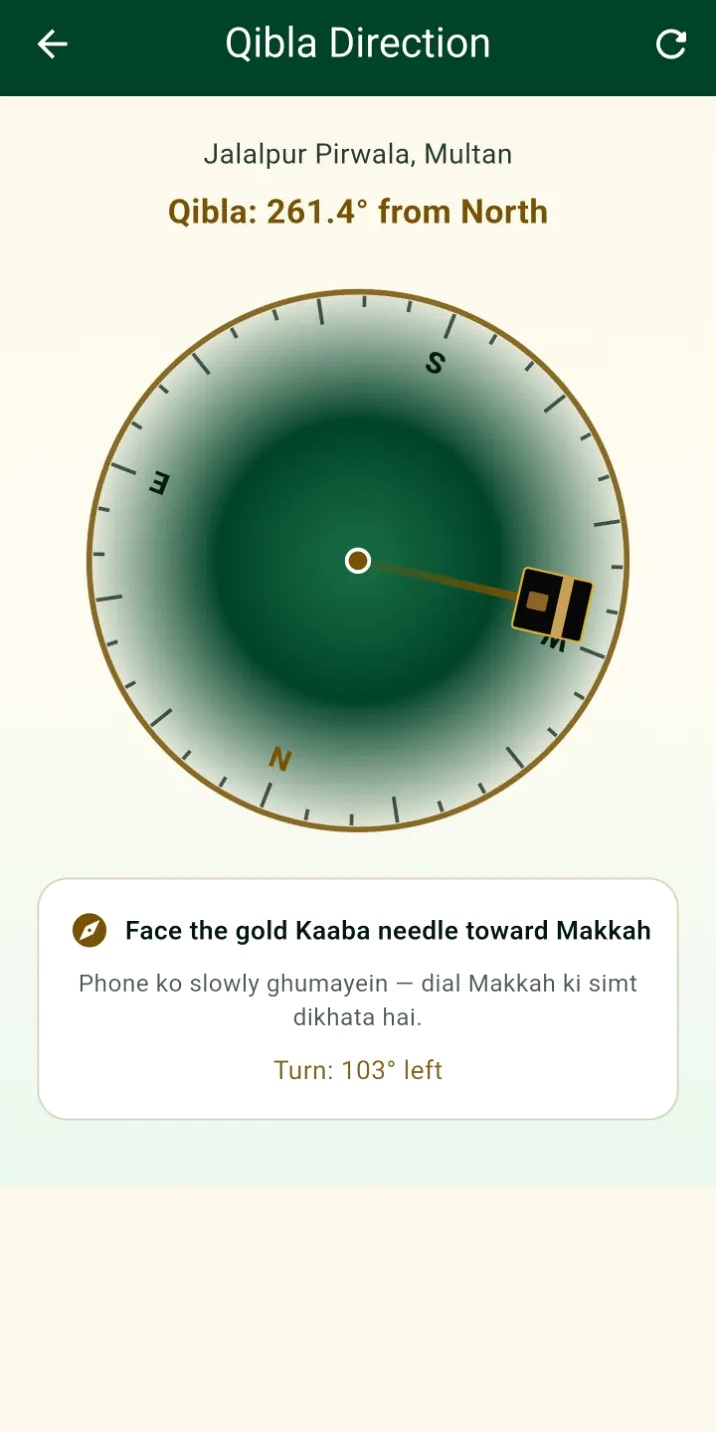 Qibla Direction
Jalalpur Pirwala, Multan
Qibla: 261.4° from North
S
E
W
N
Face the gold Kaaba needle toward Makkah
Phone ko slowly ghumayein — dial Makkah ki simt
dikhata hai.
Turn: 103° left